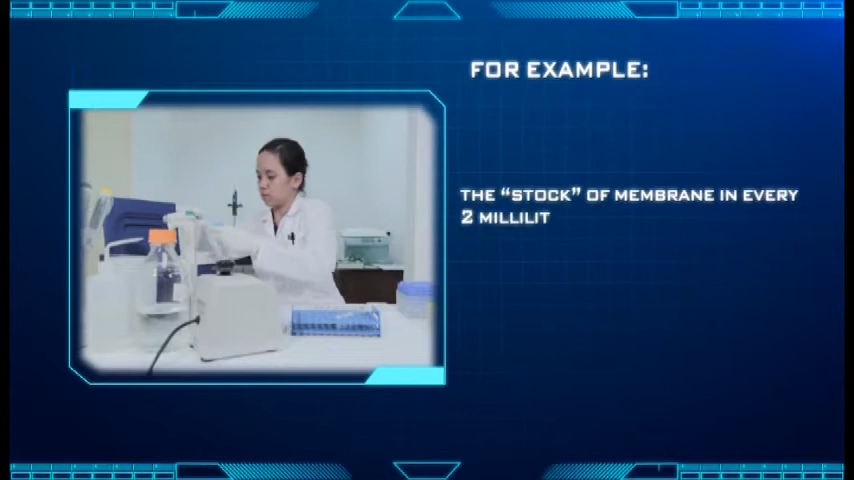 FOR EXAMPLE:
THE “STOCK” OF MEMBRANE IN EVERY
2 MILLILIT